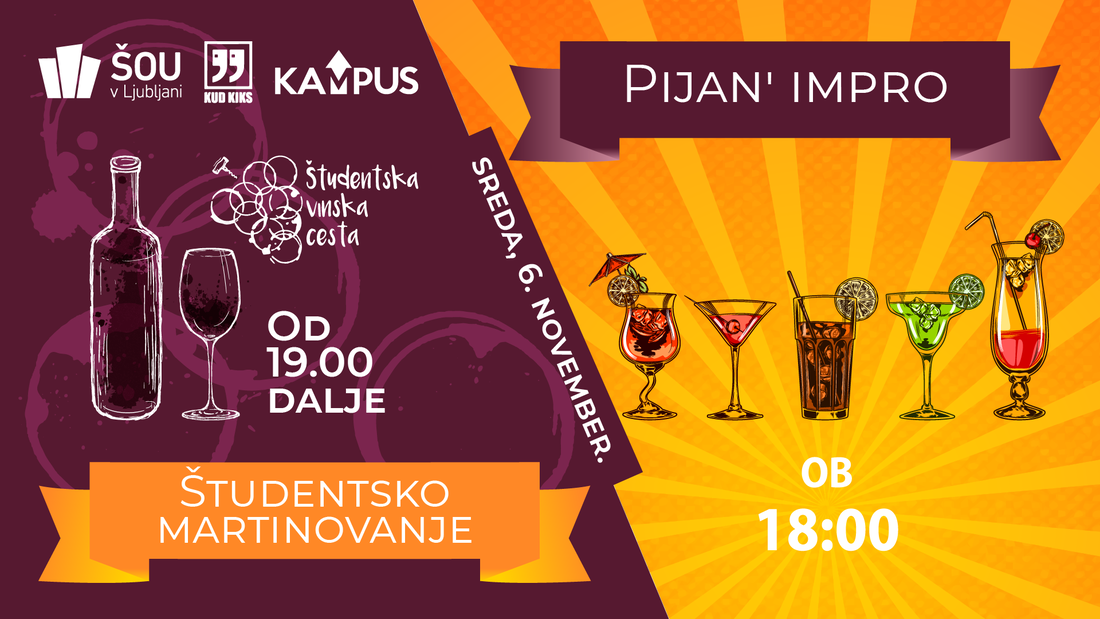 ŠOU
v Ljubljani
KUD KIKS
KAMPUS
Študentska
vinska
cesta
Od
19.00
dalje
Študentsko
martinovanje
SREDA, 6. NOVEMBER.
Pijan' impro
OB
18:00